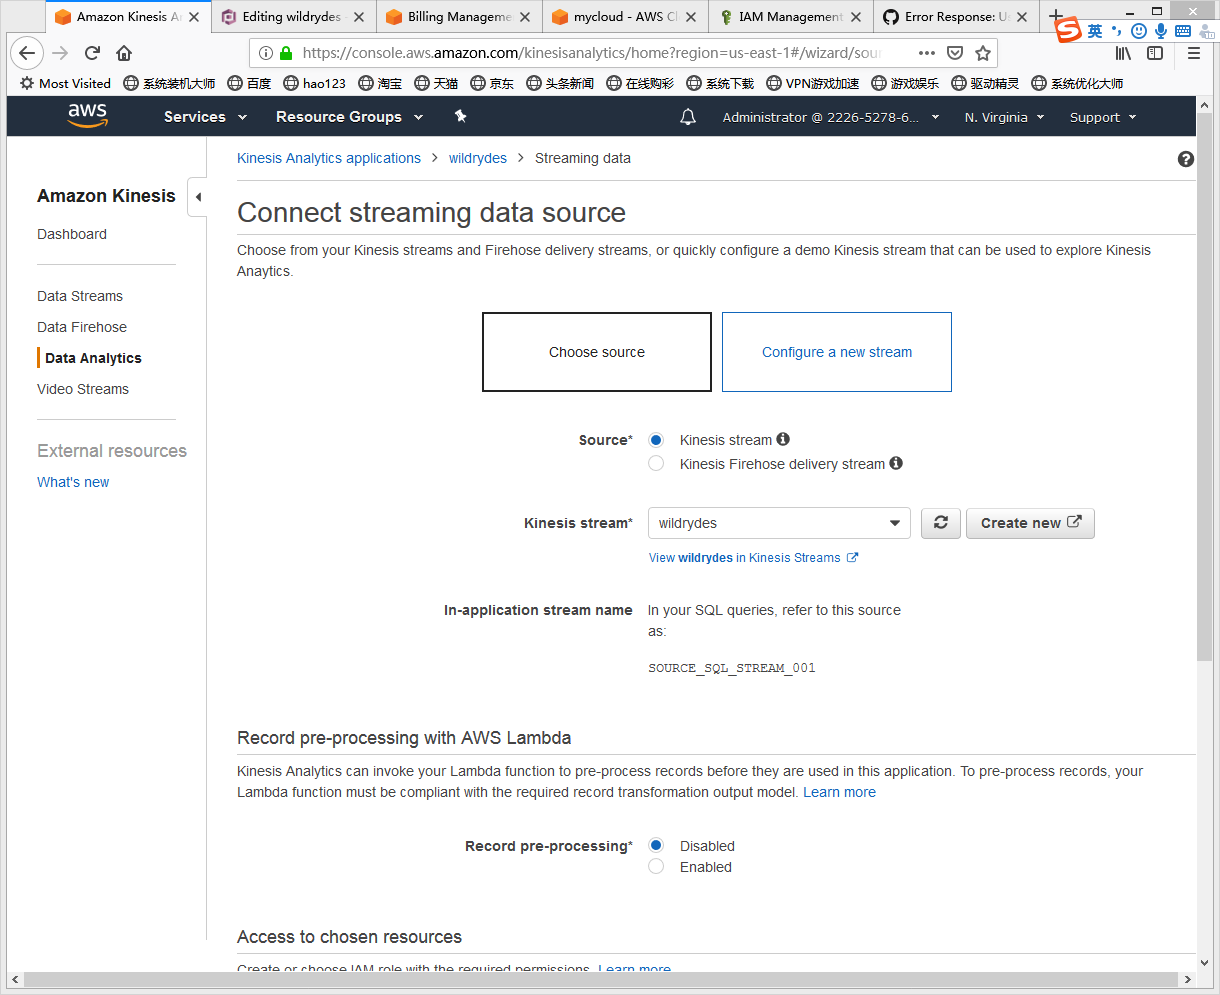 Amazon Kinesis A
Editing wildrydes -
Billing Manageme
mycloud - AWS C
IAM Management
Error Response: U
英
https://console.aws.amazon.com/kinesisanalytics/home?region=us-east-1#/wizard/sour
Most Visited
系统装机大师
百度
hao123
淘宝
天猫
京东
头条新闻
在线购彩
系统下载
VPN游戏加速
游戏娱乐
驱动精灵
系统优化大师
aws
Services
Resource Groups
Administrator @ 2226-5278-6...
N. Virginia
Support
Kinesis Analytics applications > wildrydes > Streaming data
Amazon Kinesis
Dashboard
Data Streams
Data Firehose
Data Analytics
Video Streams
External resources
What's new
Connect streaming data source
Choose from your Kinesis streams and Firehose delivery streams, or quickly configure a demo Kinesis stream that can be used to explore Kinesis
Anaytics.
Choose source
Configure a new stream
Source*
Kinesis stream
Kinesis Firehose delivery stream
Kinesis stream*
wildrydes
Create new
View wildrydes in Kinesis Streams
In-application stream name
In your SQL queries, refer to this source
as:
SOURCE_SQL_STREAM_001
Record pre-processing with AWS Lambda
Kinesis Analytics can invoke your Lambda function to pre-process records before they are used in this application. To pre-process records, your
Lambda function must be compliant with the required record transformation output model. Learn more
Record pre-processing*
Disabled
Enabled
Access to chosen resources
Create or choose IAM role with the required permissions. Learn more